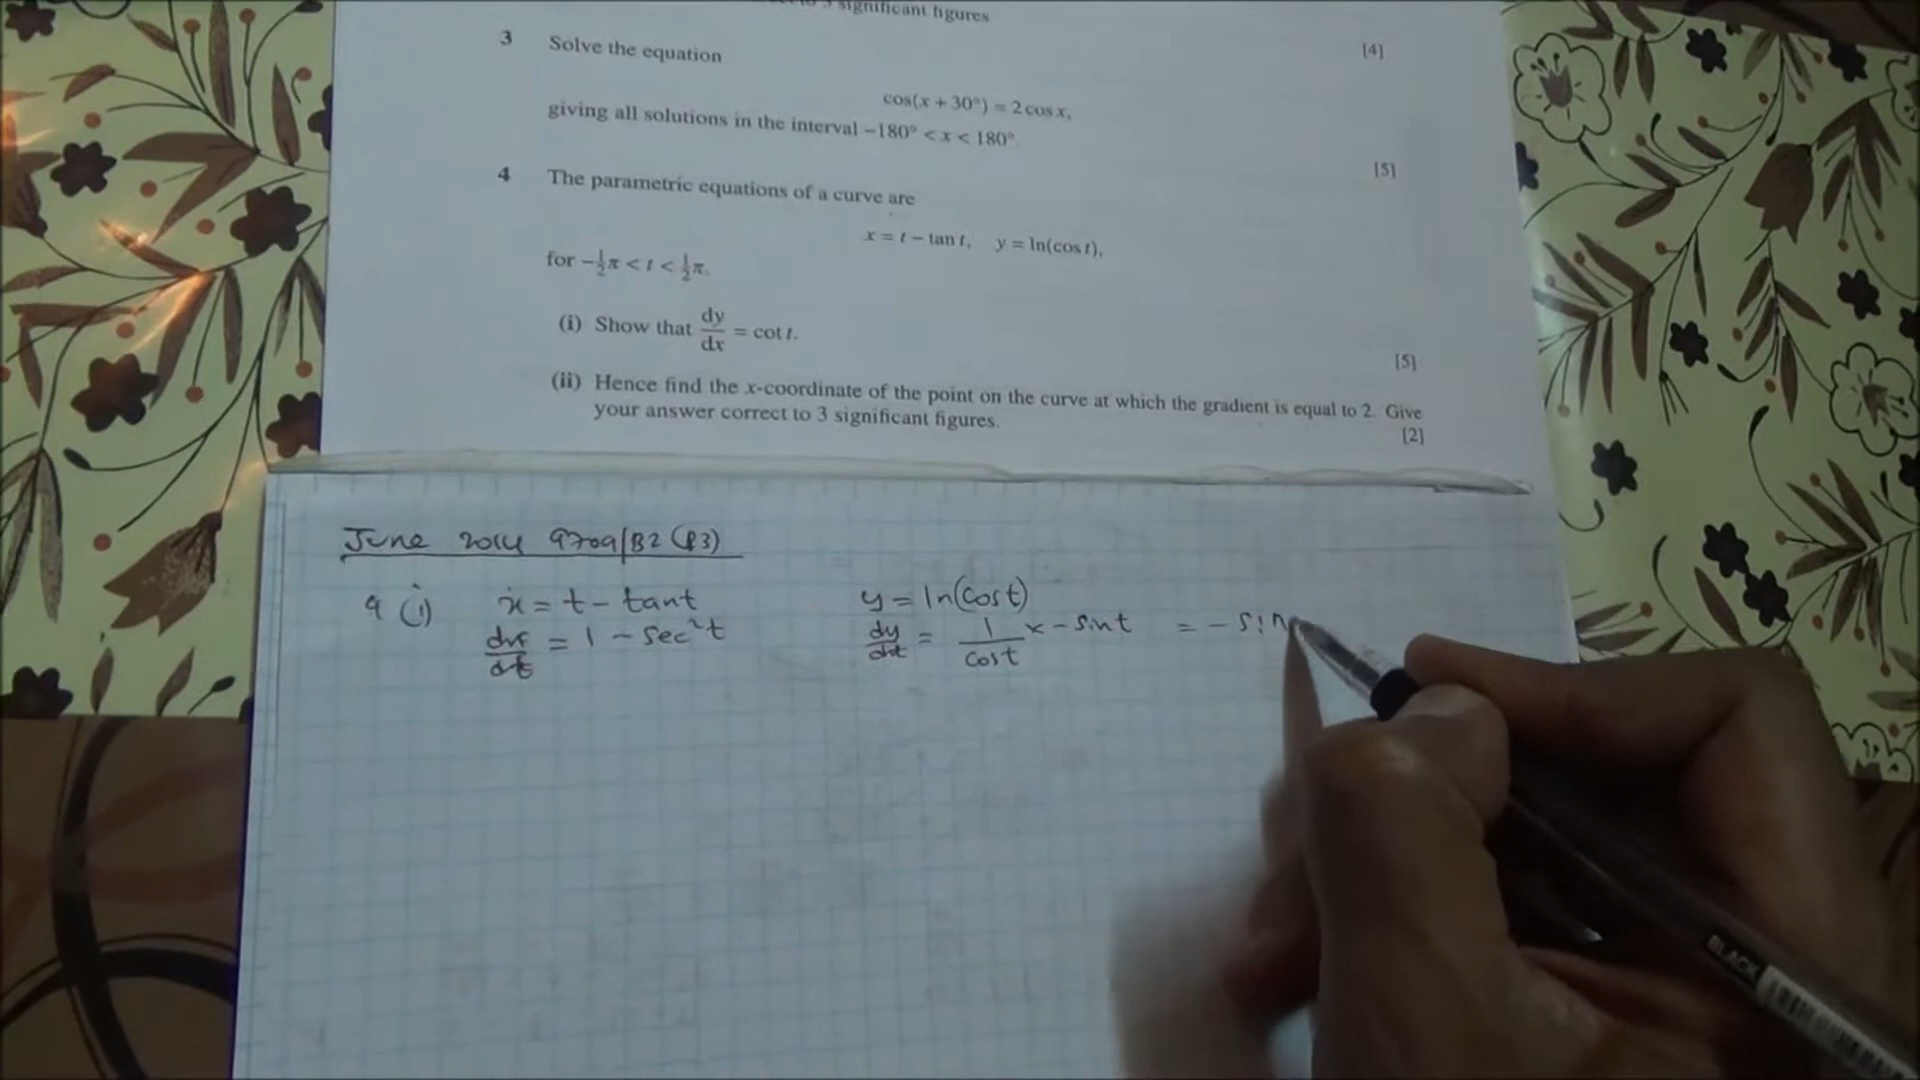 significant figures
3 Solve the equation [4]
cos(x + 30°) = 2 cos x,
giving all solutions in the interval −180° < x < 180°.
[5]
4 The parametric equations of a curve are
x = t − tan t, y = ln(cos t),
for −½π < t < ½π.
(i) Show that dy/dx = cot t.
[5]
(ii) Hence find the x-coordinate of the point on the curve at which the gradient is equal to 2. Give
your answer correct to 3 significant figures.
[2]
June 2014 9709/32 (P3)
4 (i) x = t − tant y = ln(cost)
dx/dt = 1 − sec²t dy/dt = 1/cost x − sint = − sin
BLACK